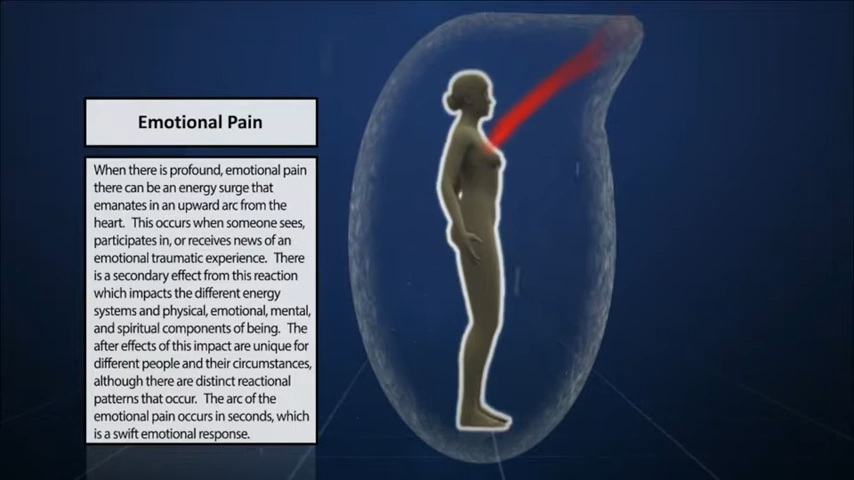 Emotional Pain
When there is profound, emotional pain
there can be an energy surge that
emanates in an upward arc from the
heart. This occurs when someone sees,
participates in, or receives news of an
emotional traumatic experience. There
is a secondary effect from this reaction
which impacts the different energy
systems and physical, emotional, mental,
and spiritual components of being. The
after effects of this impact are unique for
different people and their circumstances,
although there are distinct reactional
patterns that occur. The arc of the
emotional pain occurs in seconds, which
is a swift emotional response.